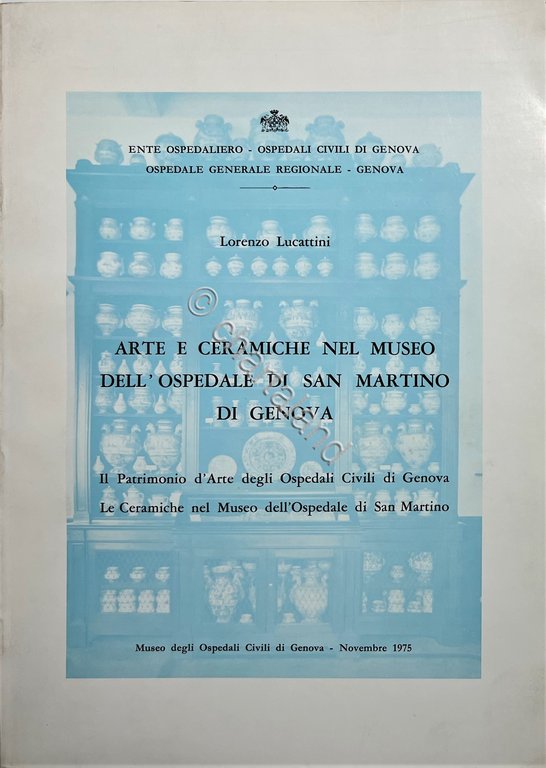 ENTE OSPEDALIERO - OSPEDALI CIVILI DI GENOVA
OSPEDALE GENERALE REGIONALE - GENOVA
Lorenzo Lucattini
ARTE E CERAMICHE NEL MUSEO
DELL'OSPEDALE DI SAN MARTINO
DI GENOVA
Il Patrimonio d'Arte degli Ospedali Civili di Genova
Le Ceramiche nel Museo dell'Ospedale di San Martino
Museo degli Ospedali Civili di Genova - Novembre 1975
© chartaland